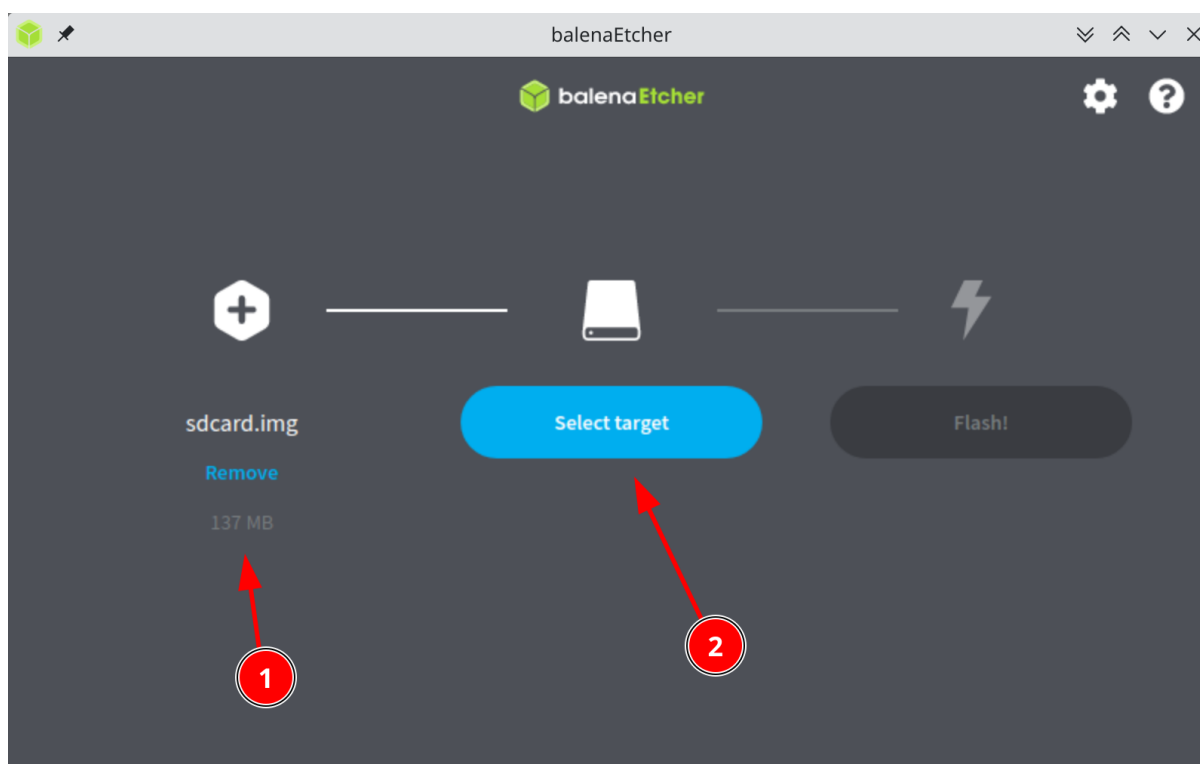 balenaEtcher
balenaEtcher
sdcard.img
Select target
Flash!
Remove
137 MB
1
2